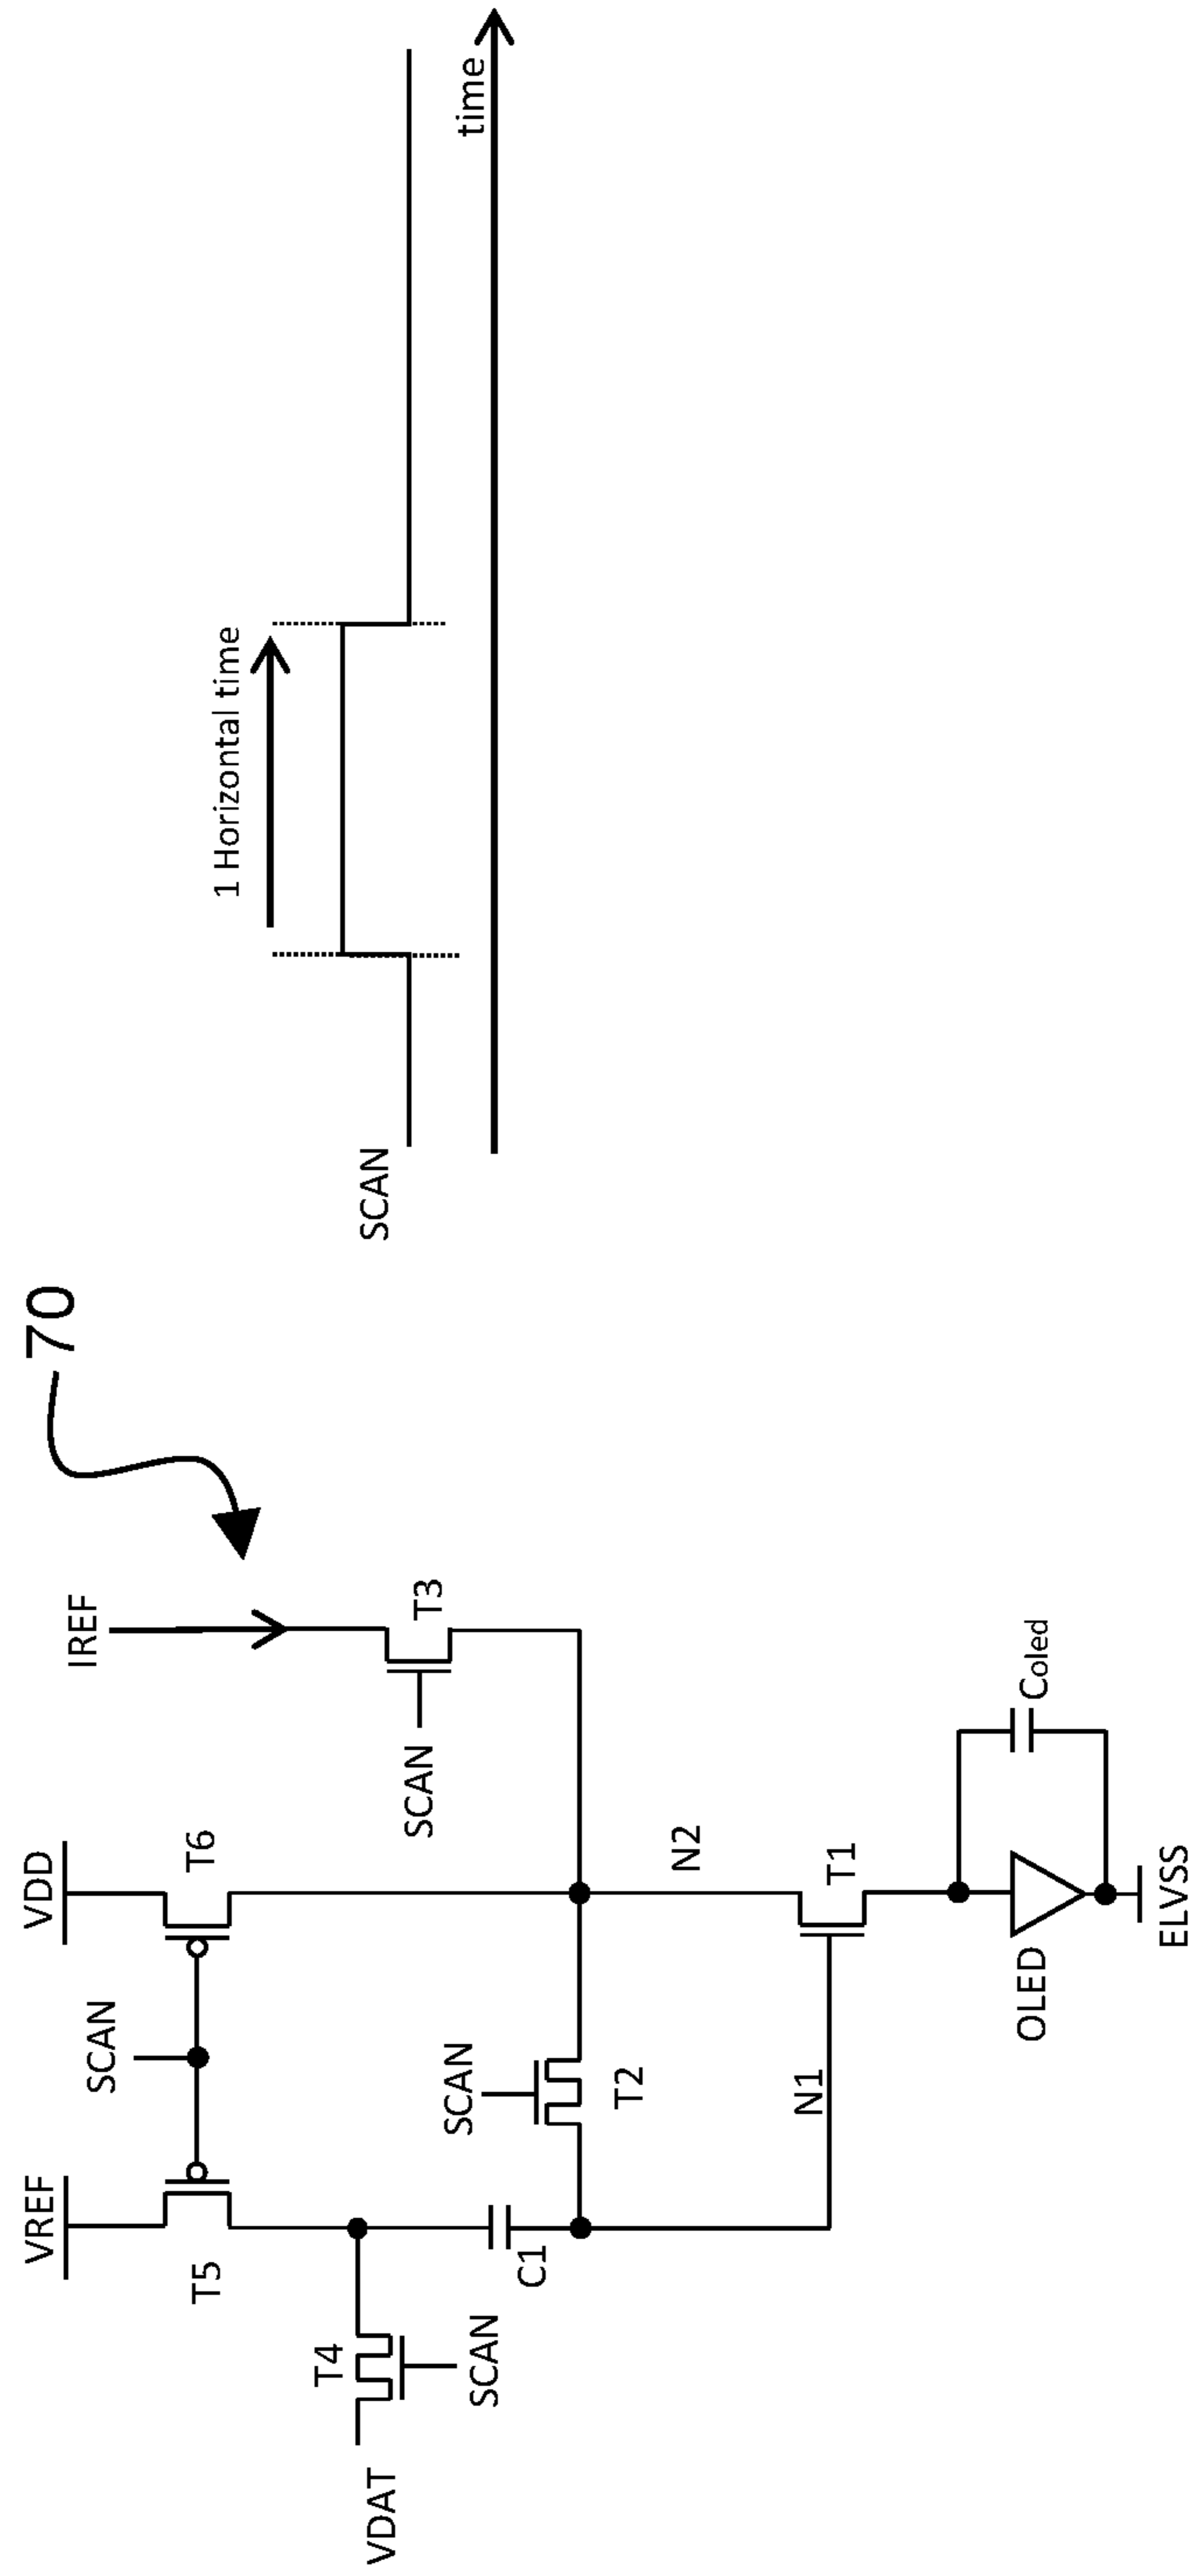 VREF
SCAN
VDD
IREF
70
T5
T6
T4
VDAT
SCAN
C1
SCAN
T2
SCAN
T3
N2
N1
T1
OLED
Coled
ELVSS
1 Horizontal time
SCAN
time